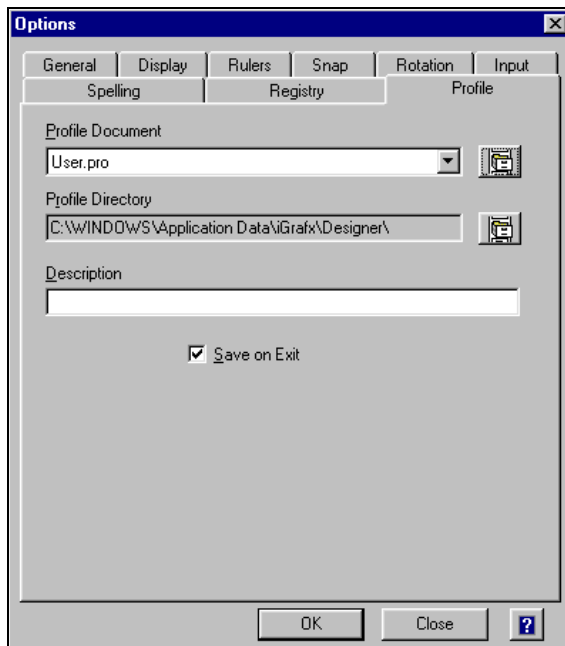 Options
General Display Rulers Snap Rotation Input
Spelling Registry Profile
Profile Document
User.pro
Profile Directory
C:\WINDOWS\Application Data\iGrafx\Designer\
Description
Save on Exit
OK Close ?